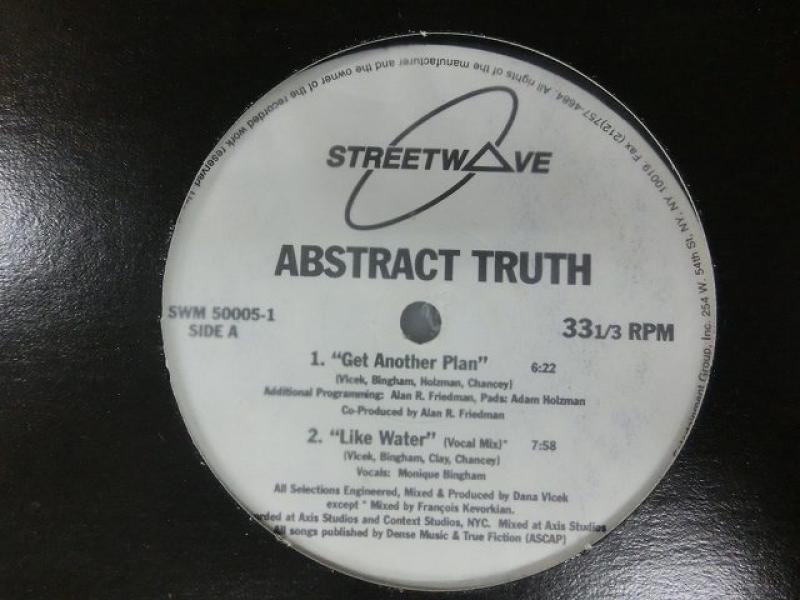 of the manufacturer and the owner of the recorded work reserved.
All rights of
Group, Inc. 254 W. 54th St, NY, NY 10019. Fax (212)757-4684.
STREETWAVE
ABSTRACT TRUTH
SWM 50005-1
SIDE A
33 1/3 RPM
1. "Get Another Plan" 6:22
(Vlcek, Bingham, Holzman, Chancey)
Additional Programming: Alan R. Friedman, Pads: Adam Holzman
Co-Produced by Alan R. Friedman
2. "Like Water" (Vocal Mix)* 7:58
(Vlcek, Bingham, Clay, Chancey)
Vocals: Monique Bingham
All Selections Engineered, Mixed & Produced by Dana Vlcek
except * Mixed by François Kevorkian.
at Axis Studios and Context Studios, NYC. Mixed at Axis Studios
All songs published by Dense Music & True Fiction (ASCAP)